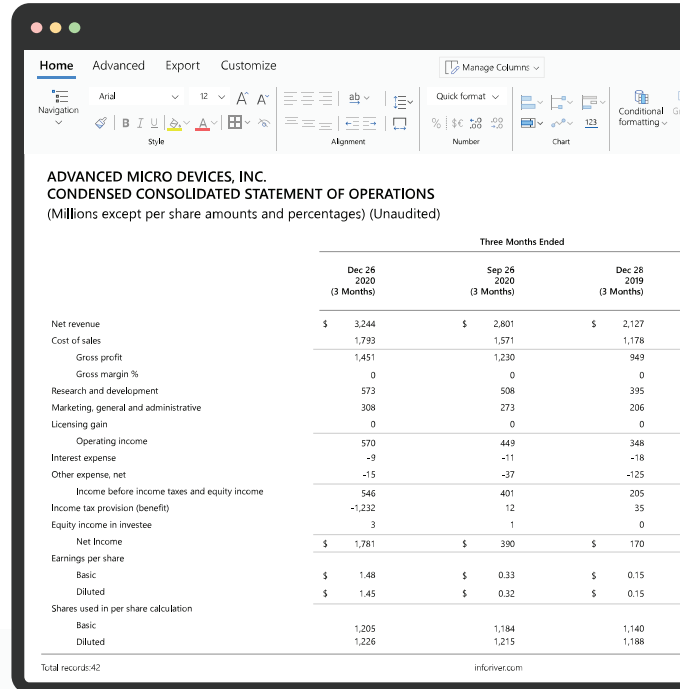 Home Advanced Export Customize Manage Columns
Navigation Arial 12 A A ab Quick format
B I U A % $€ .00 .00 123 Conditional formatting
Style Alignment Number Chart
ADVANCED MICRO DEVICES, INC.
CONDENSED CONSOLIDATED STATEMENT OF OPERATIONS
(Millions except per share amounts and percentages) (Unaudited)
Three Months Ended
Dec 26 Sep 26 Dec 28
2020 2020 2019
(3 Months) (3 Months) (3 Months)
Net revenue $ 3,244 $ 2,801 $ 2,127
Cost of sales 1,793 1,571 1,178
Gross profit 1,451 1,230 949
Gross margin % 0 0 0
Research and development 573 508 395
Marketing, general and administrative 308 273 206
Licensing gain 0 0 0
Operating income 570 449 348
Interest expense -9 -11 -18
Other expense, net -15 -37 -125
Income before income taxes and equity income 546 401 205
Income tax provision (benefit) -1,232 12 35
Equity income in investee 3 1 0
Net Income $ 1,781 $ 390 $ 170
Earnings per share
Basic $ 1.48 $ 0.33 $ 0.15
Diluted $ 1.45 $ 0.32 $ 0.15
Shares used in per share calculation
Basic 1,205 1,184 1,140
Diluted 1,226 1,215 1,188
Total records:42 inforiver.com